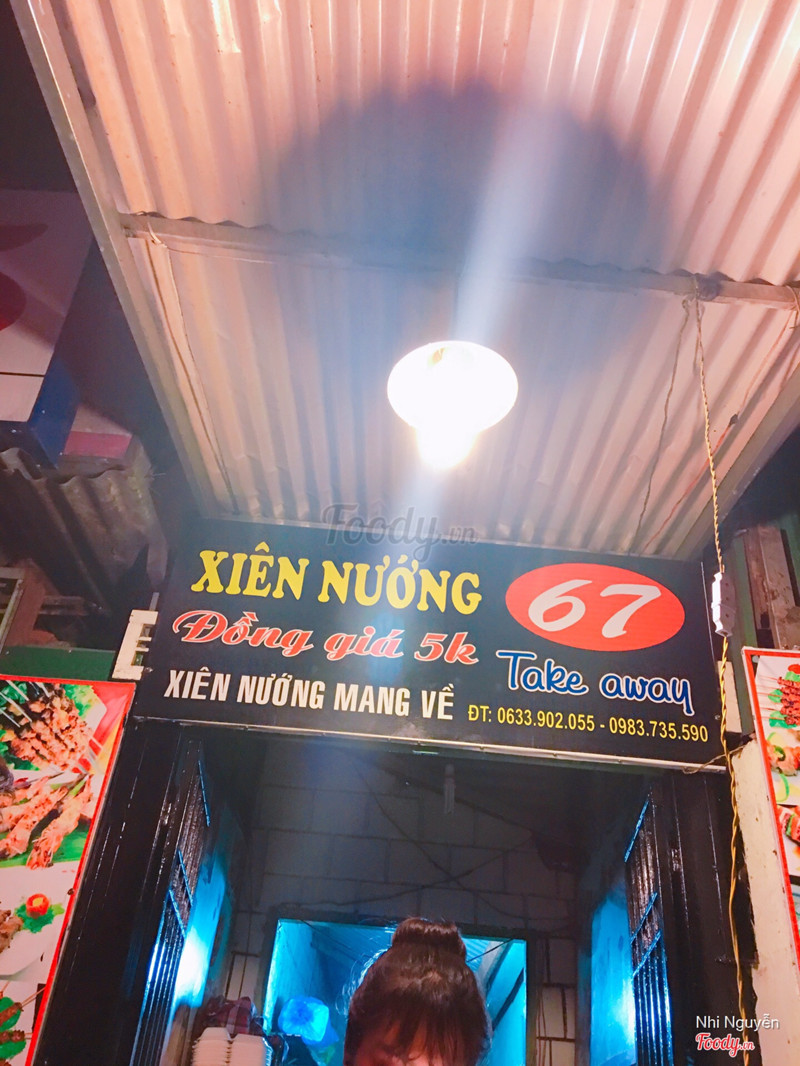 Foody.vn
XIÊN NƯỚNG 67
Đồng giá 5k
Take away
XIÊN NƯỚNG MANG VỀ
ĐT: 0633.902.055 - 0983.735.590
Nhi Nguyễn
Foody.vn